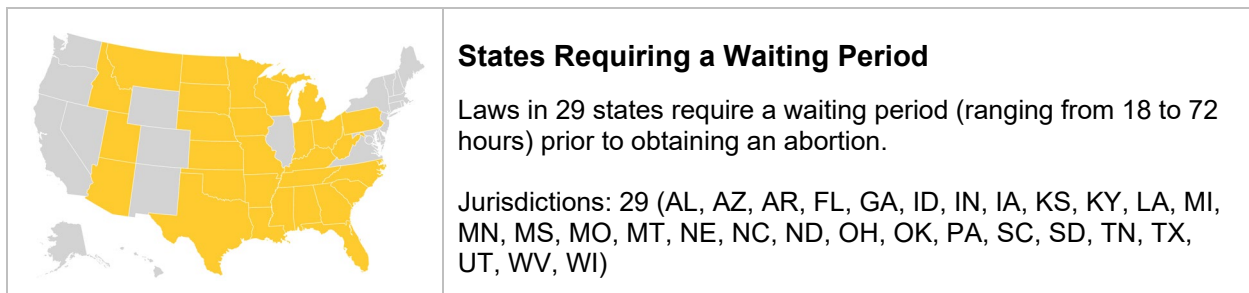 States Requiring a Waiting Period
Laws in 29 states require a waiting period (ranging from 18 to 72
hours) prior to obtaining an abortion.
Jurisdictions: 29 (AL, AZ, AR, FL, GA, ID, IN, IA, KS, KY, LA, MI,
MN, MS, MO, MT, NE, NC, ND, OH, OK, PA, SC, SD, TN, TX,
UT, WV, WI)